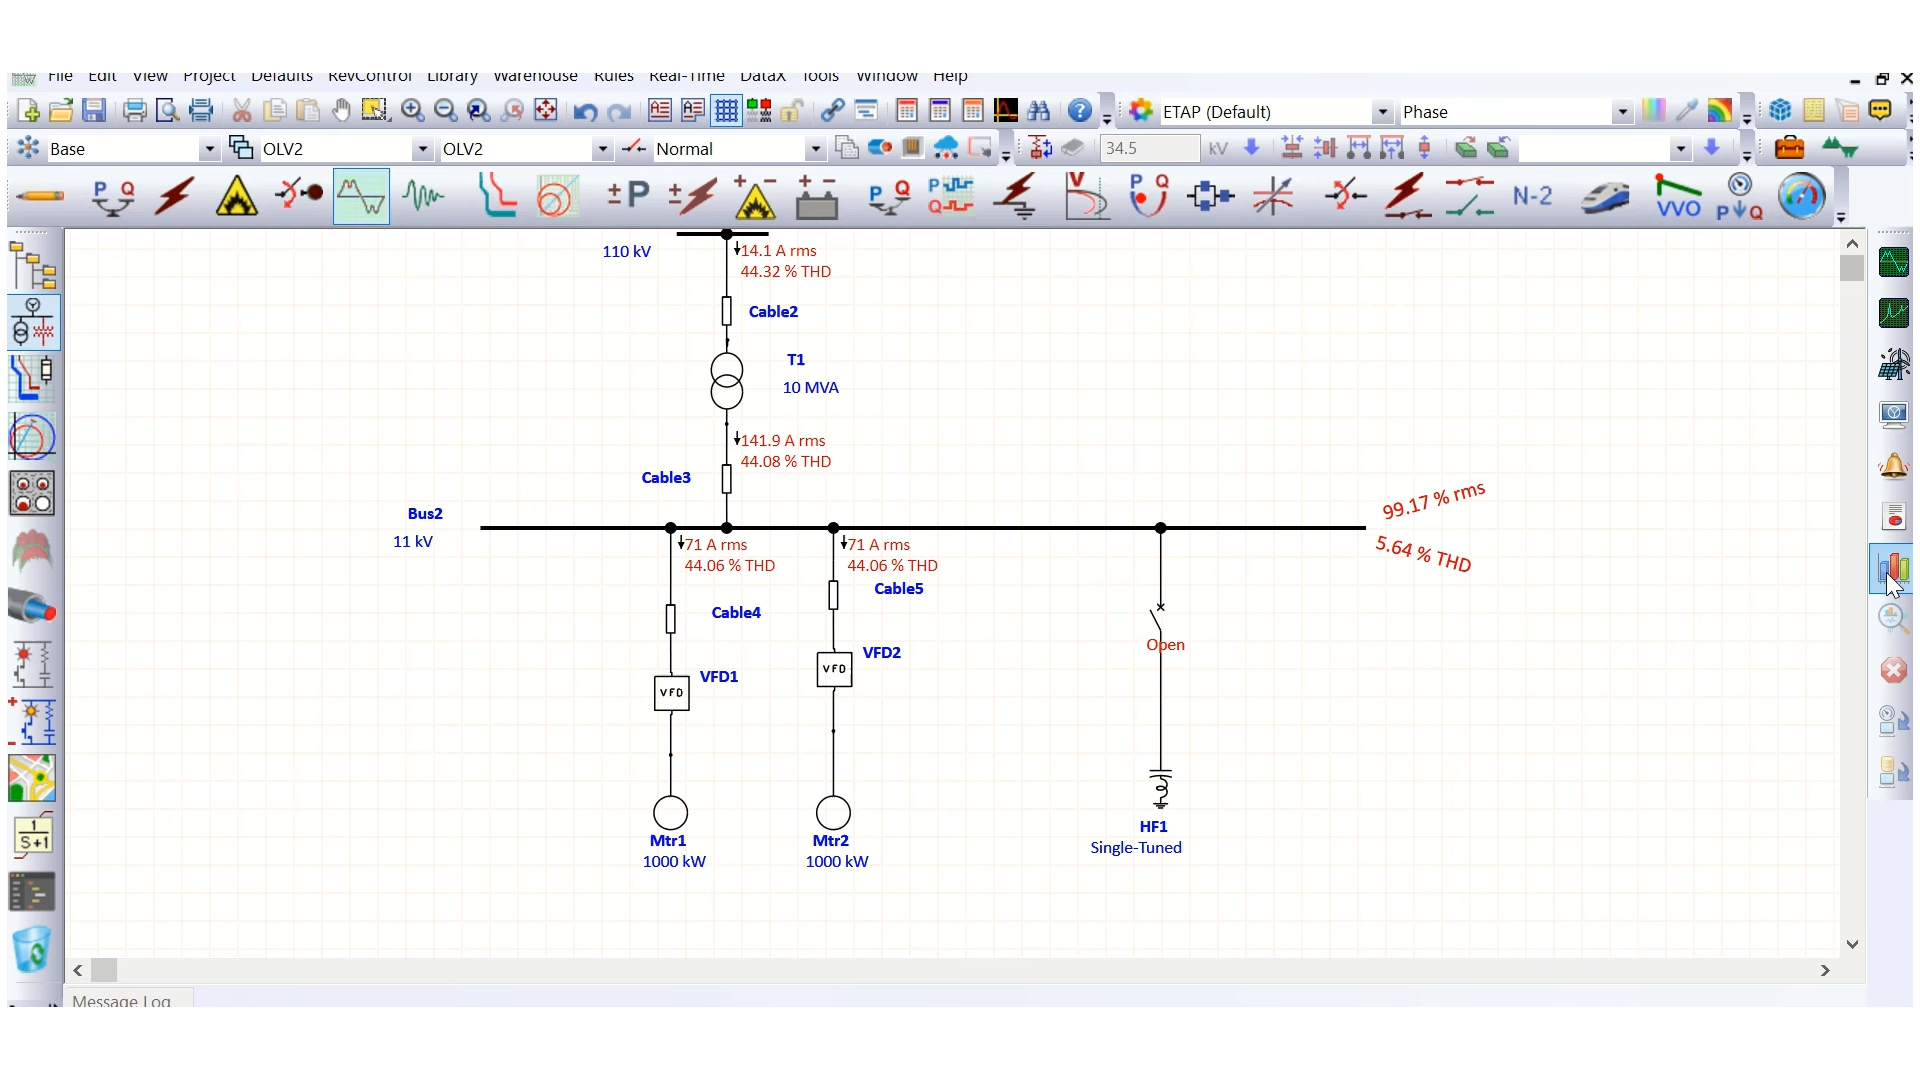 File Edit View Project Defaults RevControl Library Warehouse Rules Real-Time DataX Tools Window Help
ETAP (Default) Phase
Base OLV2 OLV2 Normal 34.5 kV
P Q ± P ± + - + - P Q P Q V P Q N-2 VVO P Q
110 kV
14.1 A rms
44.32 % THD
Cable2
T1
10 MVA
141.9 A rms
44.08 % THD
Cable3
Bus2
11 kV
99.17 % rms
5.64 % THD
71 A rms
44.06 % THD
71 A rms
44.06 % THD
Cable5
Cable4
Open
VFD2
VFD
VFD1
VFD
Mtr1
1000 kW
Mtr2
1000 kW
HF1
Single-Tuned
1
S+1
Message Log